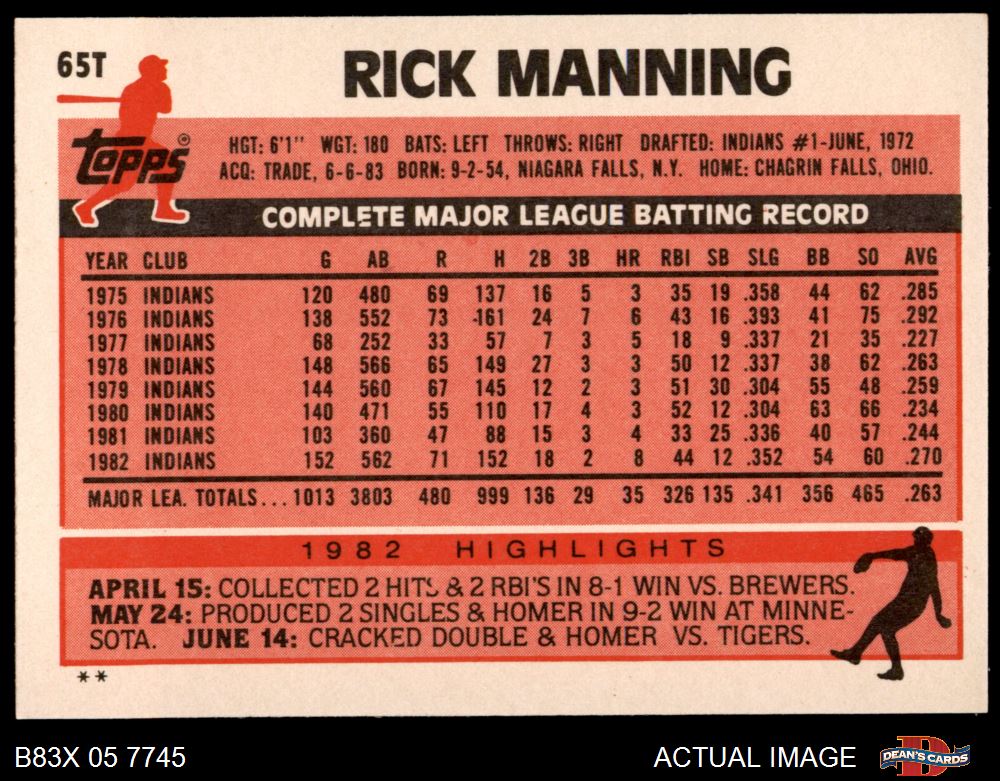 65T
RICK MANNING
topps®
HGT: 6'1" WGT: 180 BATS: LEFT THROWS: RIGHT DRAFTED: INDIANS #1-JUNE, 1972
ACQ: TRADE, 6-6-83 BORN: 9-2-54, NIAGARA FALLS, N.Y. HOME: CHAGRIN FALLS, OHIO.
COMPLETE MAJOR LEAGUE BATTING RECORD
YEAR CLUB G AB R H 2B 3B HR RBI SB SLG BB SO AVG
1975 INDIANS 120 480 69 137 16 5 3 35 19 .358 44 62 .285
1976 INDIANS 138 552 73 161 24 7 6 43 16 .393 41 75 .292
1977 INDIANS 68 252 33 57 7 3 5 18 9 .337 21 35 .227
1978 INDIANS 148 566 65 149 27 3 3 50 12 .337 38 62 .263
1979 INDIANS 144 560 67 145 12 2 3 51 30 .304 55 48 .259
1980 INDIANS 140 471 55 110 17 4 3 52 12 .304 63 66 .234
1981 INDIANS 103 360 47 88 15 3 4 33 25 .336 40 57 .244
1982 INDIANS 152 562 71 152 18 2 8 44 12 .352 54 60 .270
MAJOR LEA. TOTALS...1013 3803 480 999 136 29 35 326 135 .341 356 465 .263
1982 HIGHLIGHTS
APRIL 15: COLLECTED 2 HITS & 2 RBI'S IN 8-1 WIN VS. BREWERS.
MAY 24: PRODUCED 2 SINGLES & HOMER IN 9-2 WIN AT MINNE-
SOTA. JUNE 14: CRACKED DOUBLE & HOMER VS. TIGERS.
**
B83X 05 7745
ACTUAL IMAGE
DEAN'S CARDS